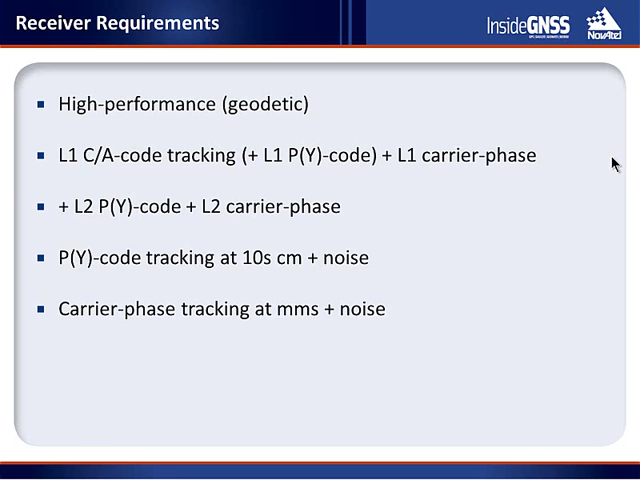 Receiver Requirements
InsideGNSS
NovAtel
High-performance (geodetic)
L1 C/A-code tracking (+ L1 P(Y)-code) + L1 carrier-phase
+ L2 P(Y)-code + L2 carrier-phase
P(Y)-code tracking at 10s cm + noise
Carrier-phase tracking at mms + noise